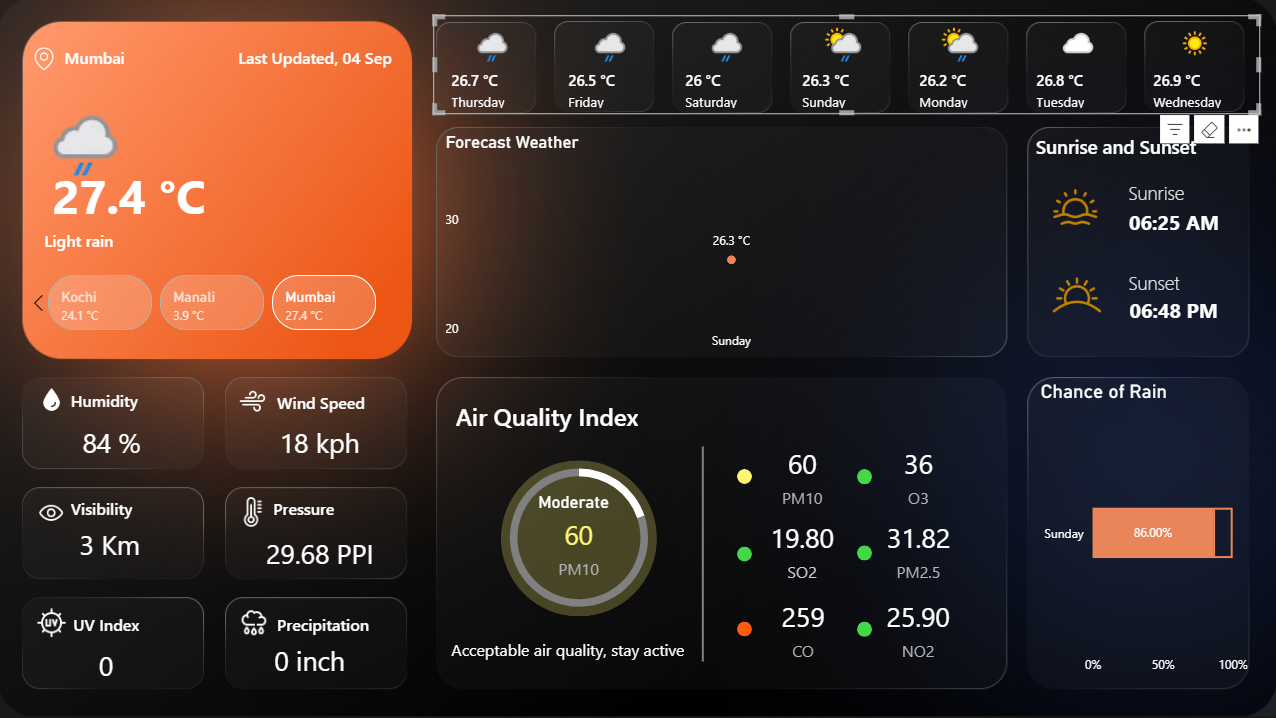 Mumbai
Last Updated, 04 Sep
27.4 °C
Light rain
Kochi
24.1 °C
Manali
3.9 °C
Mumbai
27.4 °C
26.7 °C
Thursday
26.5 °C
Friday
26 °C
Saturday
26.3 °C
Sunday
26.2 °C
Monday
26.8 °C
Tuesday
26.9 °C
Wednesday
Forecast Weather
30
26.3 °C
20
Sunday
Sunrise and Sunset
Sunrise
06:25 AM
Sunset
06:48 PM
Humidity
84 %
Wind Speed
18 kph
Visibility
3 Km
Pressure
29.68 PPI
UV
UV Index
0
Precipitation
0 inch
Air Quality Index
Moderate
60
PM10
Acceptable air quality, stay active
60
PM10
36
O3
19.80
SO2
31.82
PM2.5
259
CO
25.90
NO2
Chance of Rain
Sunday
86.00%
0%
50%
100%